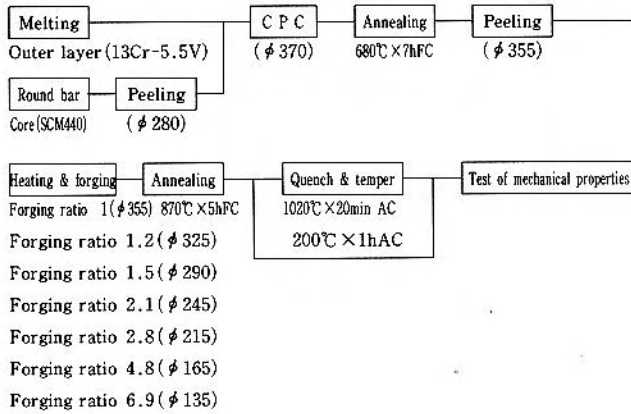 Melting
C P C
Annealing
Peeling
Outer layer(13Cr-5.5V)
(φ370)
680℃×7hFC
(φ355)
Round bar
Peeling
Core(SCM440)
(φ280)
Heating & forging
Annealing
Quench & temper
Test of mechanical properties
Forging ratio 1(φ355)
870℃×5hFC
1020℃×20min AC
Forging ratio 1.2(φ325)
200℃×1hAC
Forging ratio 1.5(φ290)
Forging ratio 2.1(φ245)
Forging ratio 2.8(φ215)
Forging ratio 4.8(φ165)
Forging ratio 6.9(φ135)